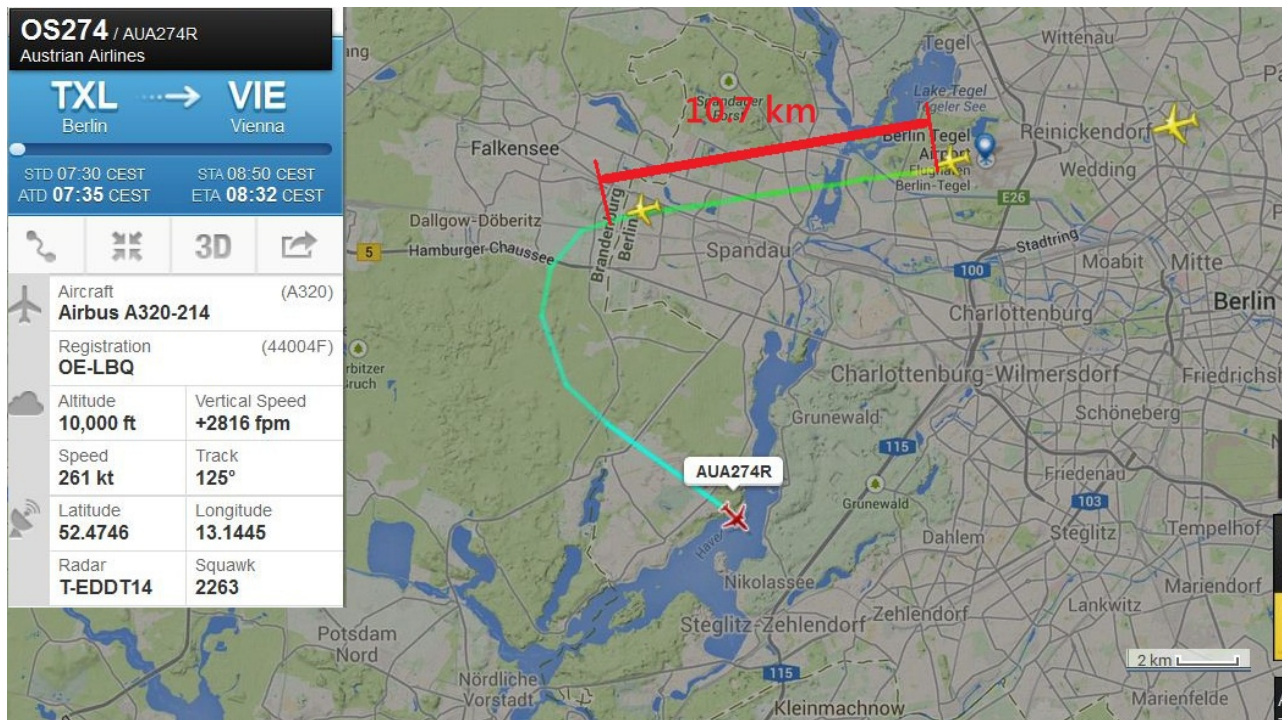 OS274 / AUA274R
Austrian Airlines
TXL VIE
Berlin Vienna
STD 07:30 CEST STA 08:50 CEST
ATD 07:35 CEST ETA 08:32 CEST
3D
Aircraft (A320)
Airbus A320-214
Registration (44004F)
OE-LBQ
Altitude Vertical Speed
10,000 ft +2816 fpm
Speed Track
261 kt 125°
Latitude Longitude
52.4746 13.1445
Radar Squawk
T-EDDT14 2263
ang
Tegel
Wittenau
Lake Tegel
Tegeler See
Spandauer
Forst
10.7 km
Falkensee
Berlin Tegel
Airport
Flughafen
Berlin-Tegel
Reinickendorf
Wedding
E26
Dallgow-Döberitz
Brandenburg
Berlin
5
Hamburger Chaussee
Spandau
Stadtring
100
Moabit
Mitte
Berlin
Charlottenburg
rbitzer
Bruch
Charlottenburg-Wilmersdorf
Friedrichs
Grunewald
Schöneberg
115
AUA274R
Friedenau
Grunewald
103
Havel
Dahlem
Steglitz
Tempelhof
Nikolassee
Mariendorf
Lankwitz
Zehlendorf
Steglitz-Zehlendorf
Potsdam
Nord
2 km
Nördliche
Vorstadt
115
Kleinmachnow
Marienfelde